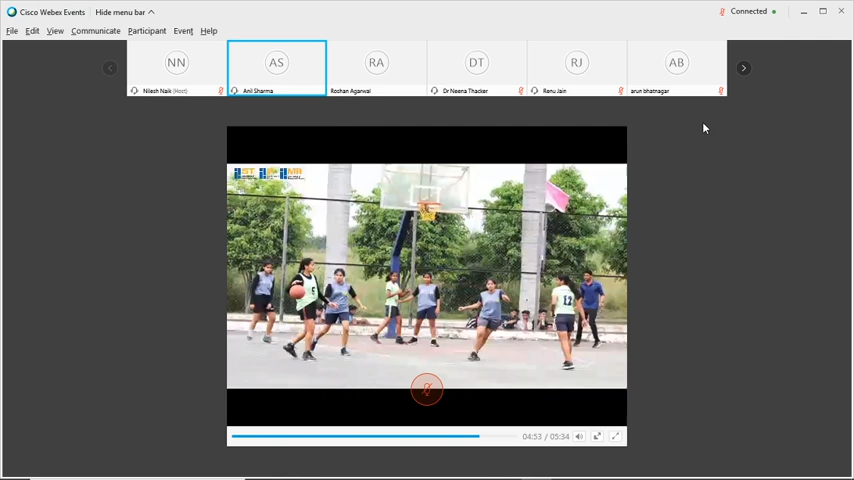 Cisco Webex Events
Hide menu bar
Connected
File Edit View Communicate Participant Event Help
NN
AS
RA
DT
RJ
AB
Nilesh Naik (Host)
Anil Sharma
Roshan Agarwal
Dr Neena Thacker
Renu Jain
arun bhatnagar
12
04:53 / 05:34